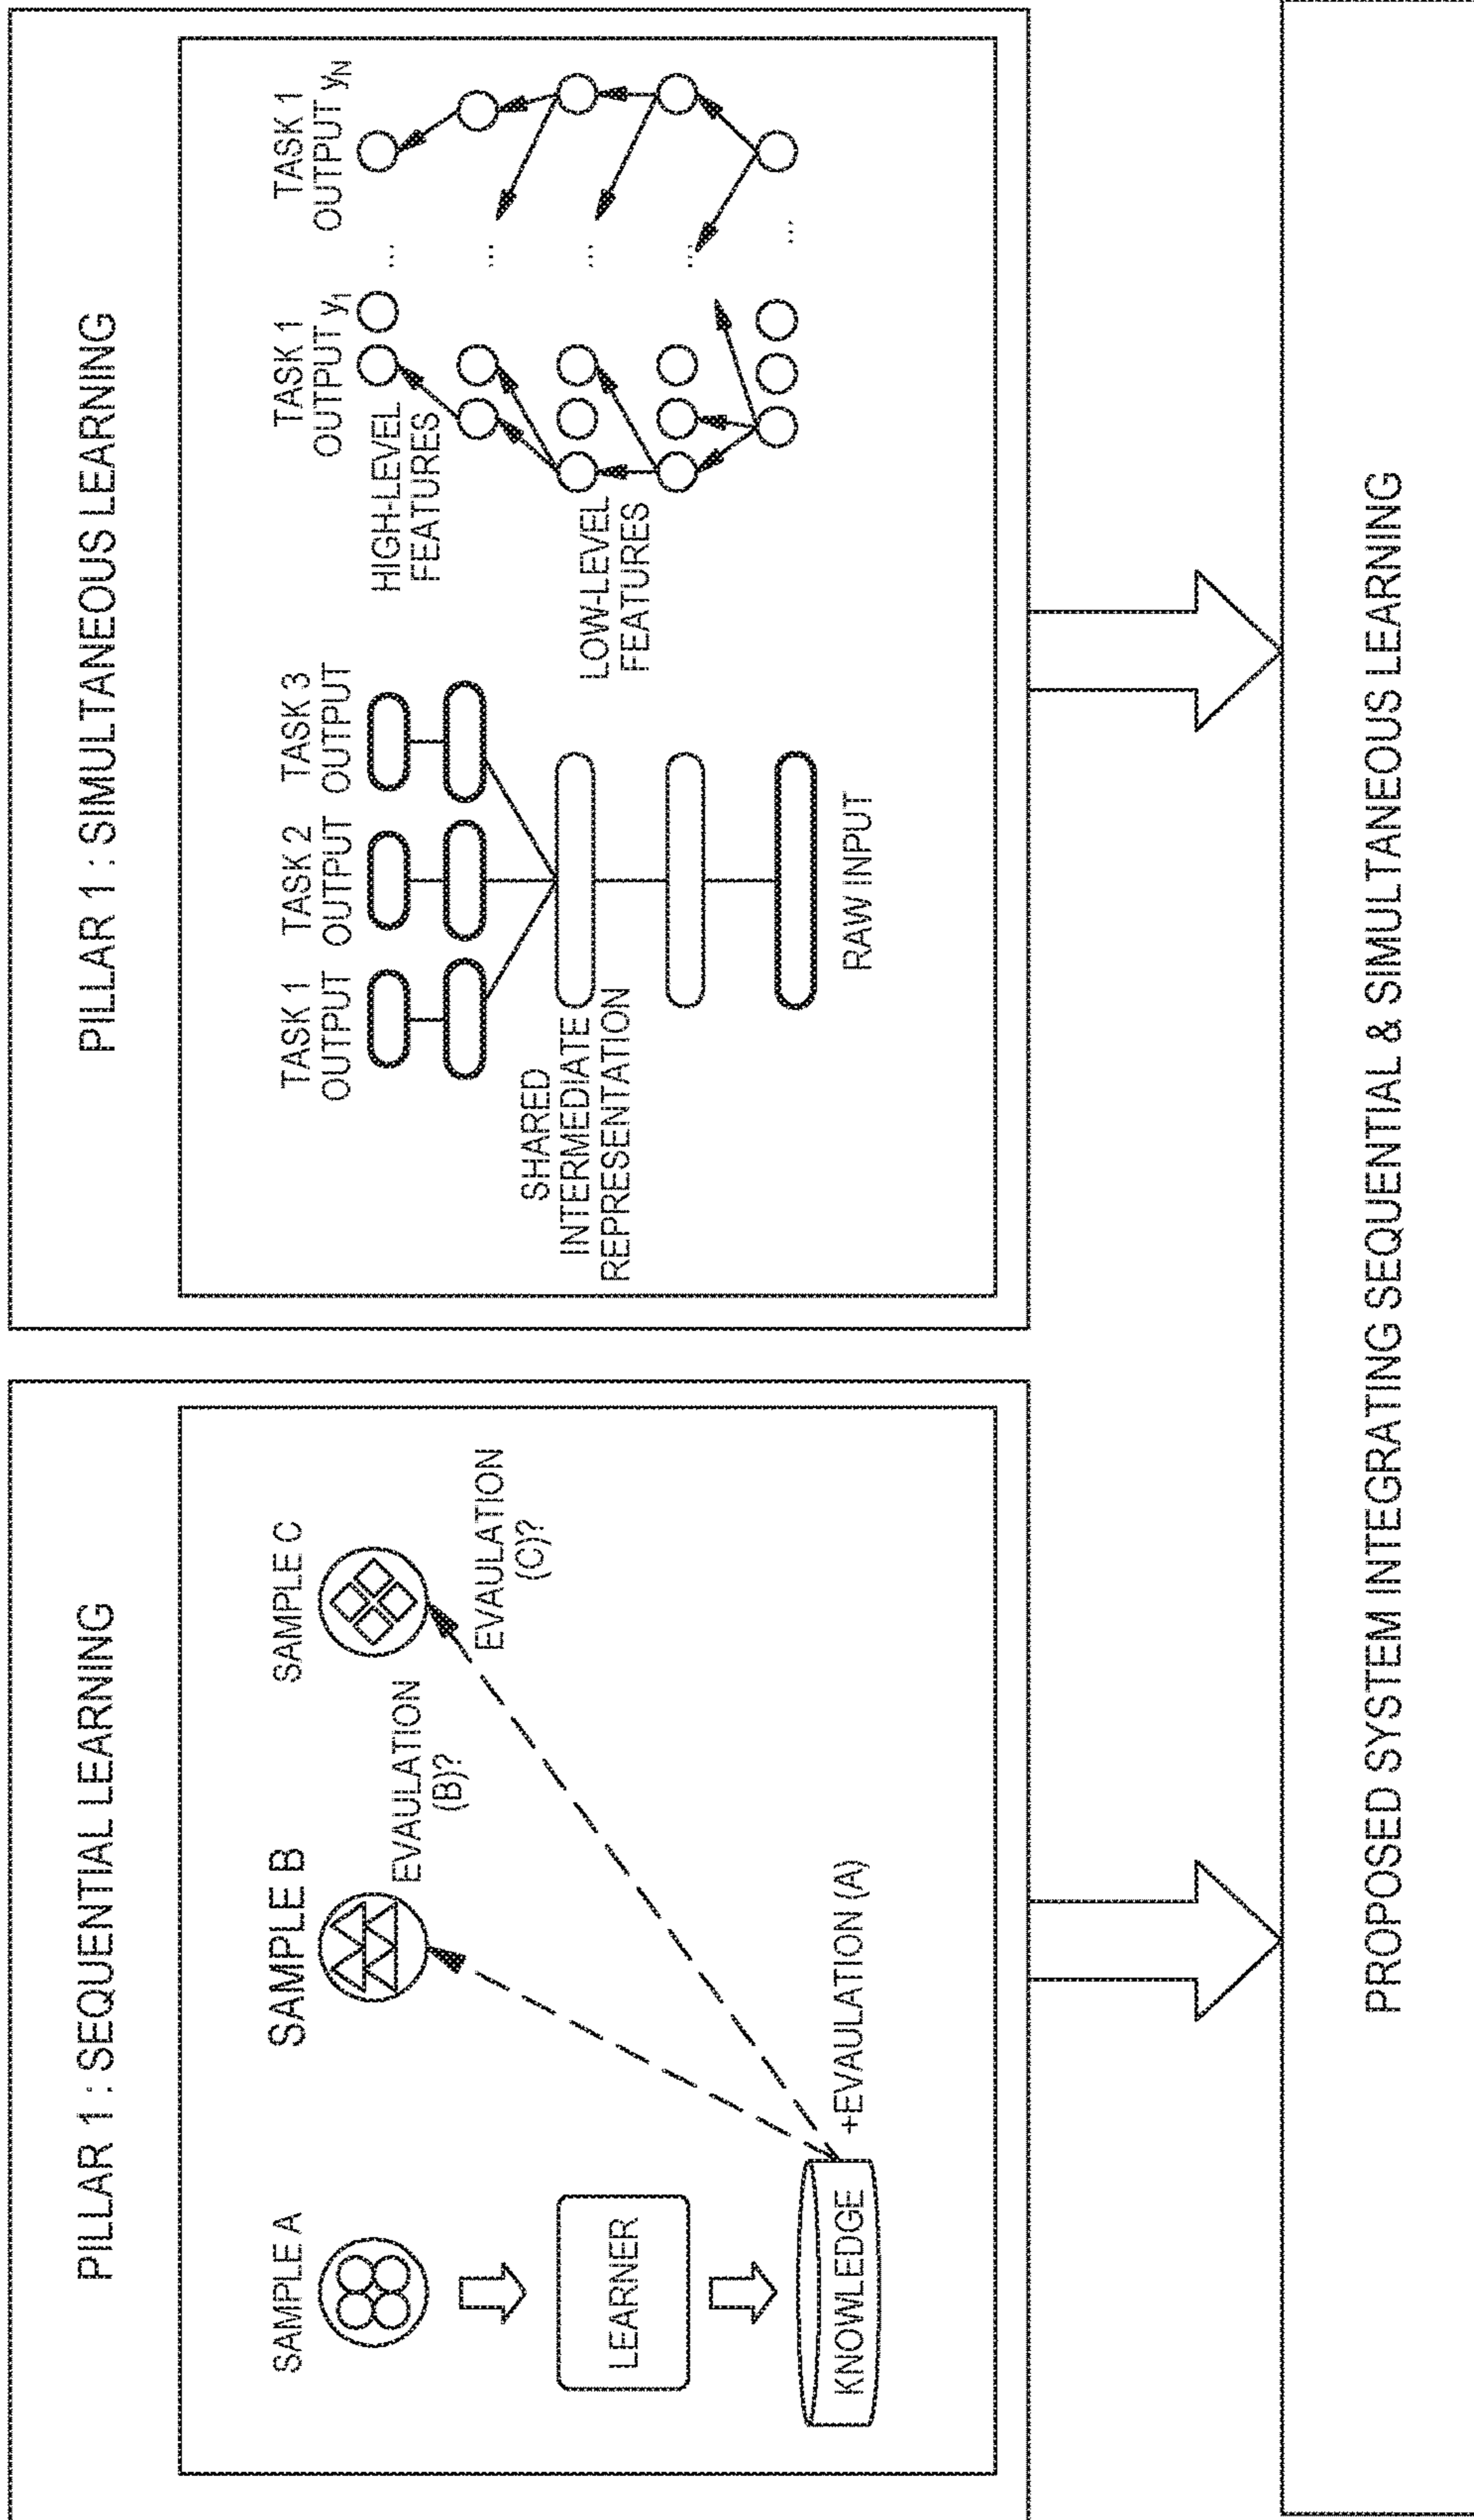 PILLAR 1 : SEQUENTIAL LEARNING
SAMPLE A
SAMPLE B
SAMPLE C
EVAULATION
(B)?
EVAULATION
(C)?
LEARNER
KNOWLEDGE
+EVAULATION (A)
PILLAR 1 : SIMULTANEOUS LEARNING
TASK 1
OUTPUT
TASK 2
OUTPUT
TASK 3
OUTPUT
SHARED
INTERMEDIATE
REPRESENTATION
RAW INPUT
TASK 1
OUTPUT y1
TASK 1
OUTPUT yN
HIGH-LEVEL
FEATURES
LOW-LEVEL
FEATURES
...
...
...
...
...
PROPOSED SYSTEM INTEGRATING SEQUENTIAL & SIMULTANEOUS LEARNING